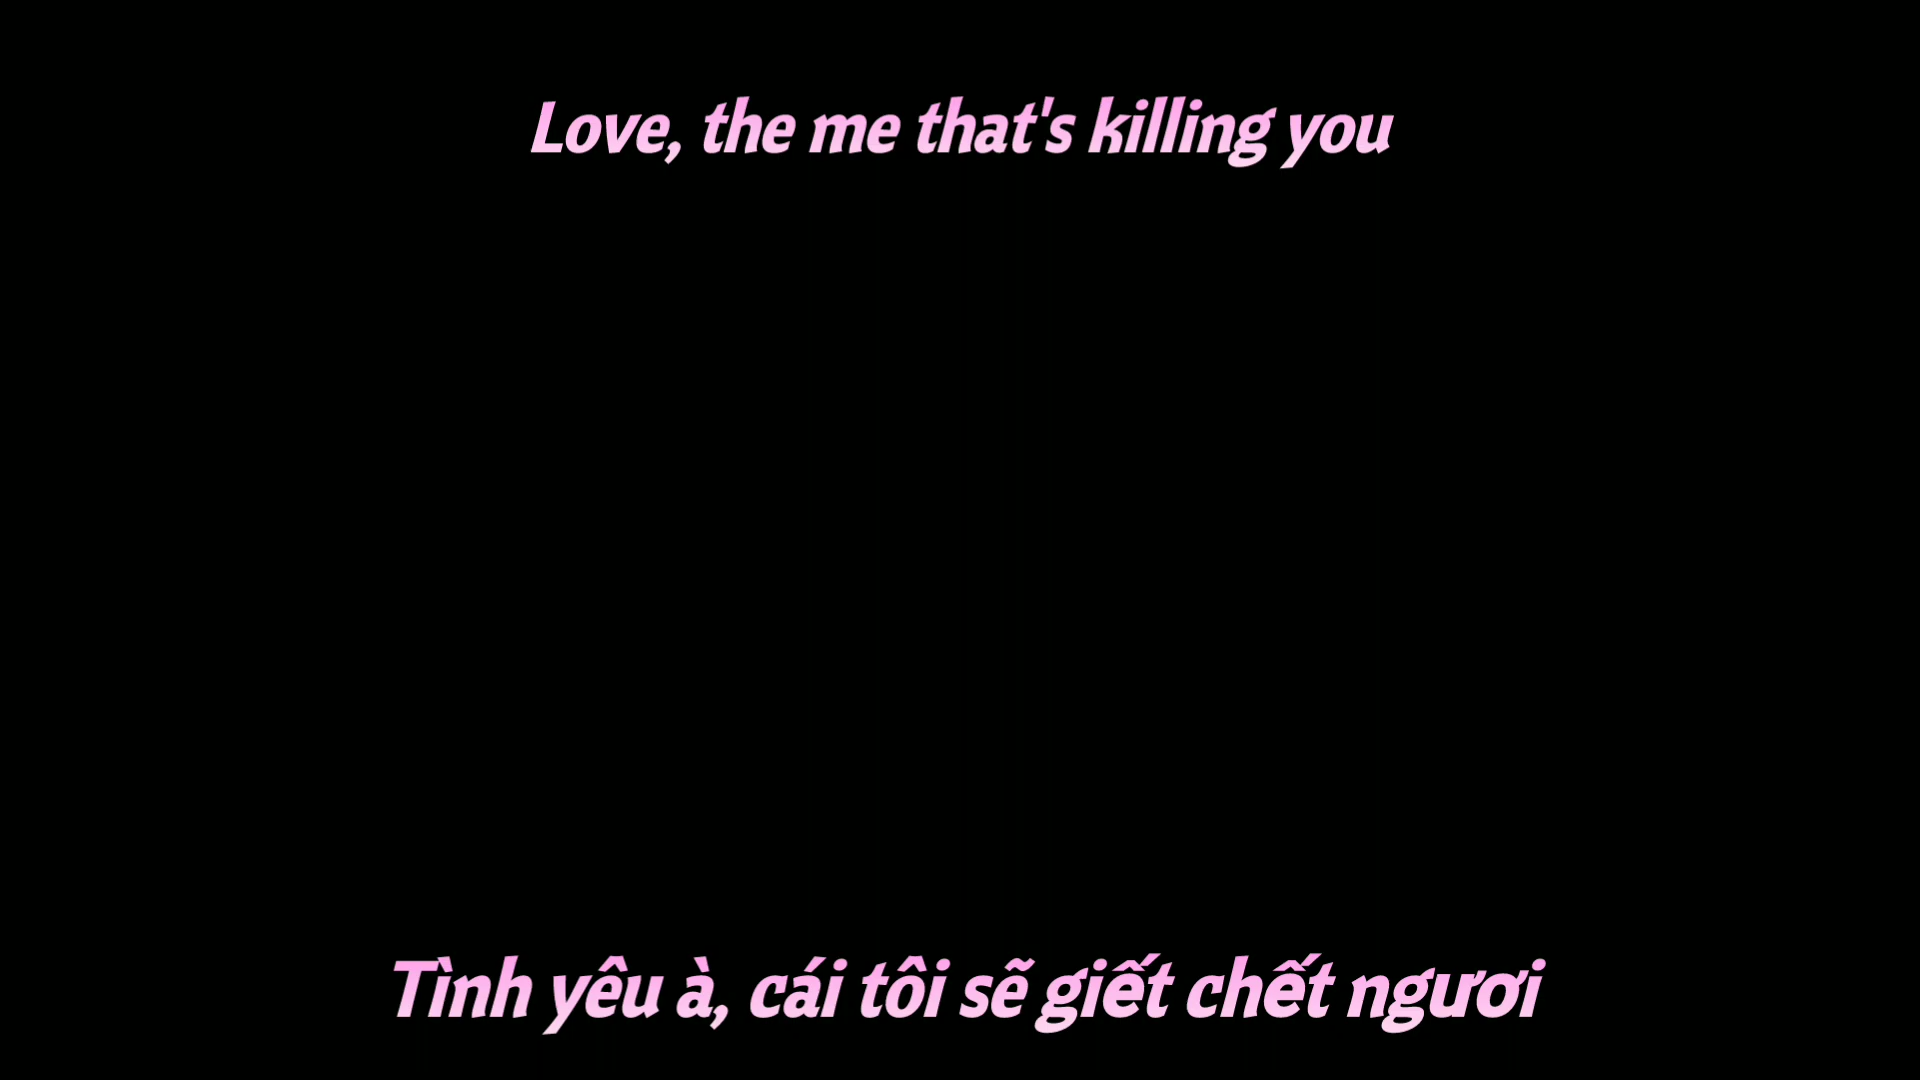 Love, the me that's killing you
Tình yêu à, cái tôi sẽ giết chết ngươi